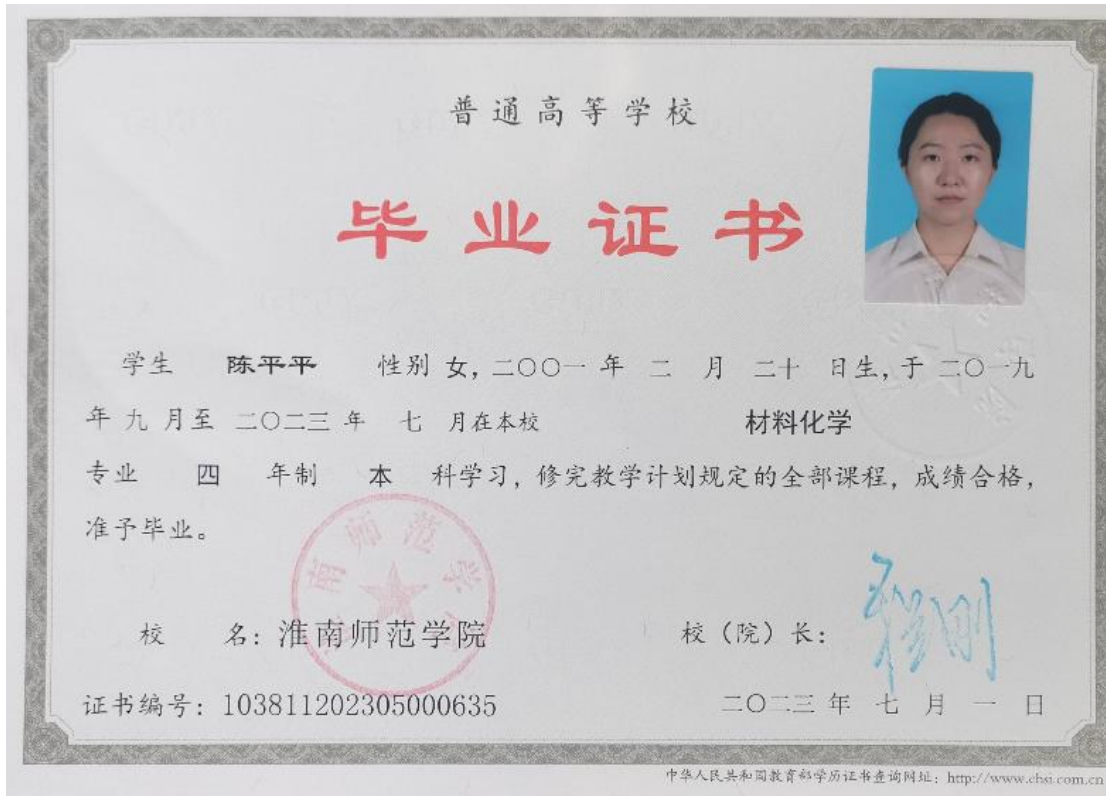 普通高等学校
毕业证书
学生 陈平平 性别 女，二〇〇一 年 二 月 二十 日生，于 二〇一九
年 九 月至 二〇二三 年 七 月在本校 材料化学
专业 四 年制 本 科学习，修完教学计划规定的全部课程，成绩合格，
准予毕业。
南师范学
校 名：淮南师范学院 校（院）长：
证书编号：103811202305000635 二〇二三 年 七 月 一 日
中华人民共和国教育部学历证书查询网址：http://www.chsi.com.cn